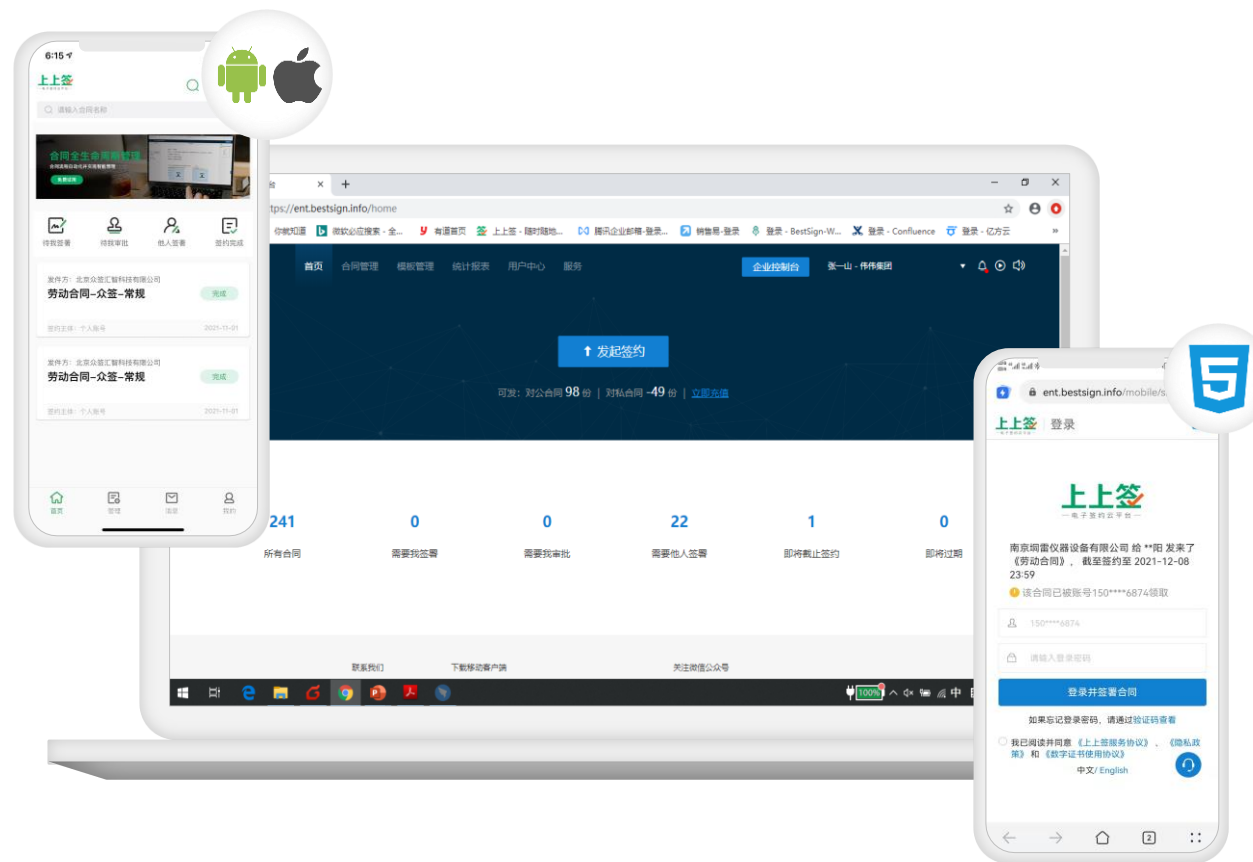 6:15
上上签
请输入合同名称
合同全生命周期管理
免费试用
待我签署
待我审批
他人签署
签约完成
发件方：北京众签汇智科技有限公司
劳动合同–众签–常规
完成
签约主体：个人账号
2021-11-01
发件方：北京众签汇智科技有限公司
劳动合同–众签–常规
完成
签约主体：个人账号
2021-11-01
首页
管理
消息
我的
tps://ent.bestsign.info/home
你就知道
微软必应搜索 - 全...
有道首页
上上签 - 随时随地...
腾讯企业邮箱-登录...
销售易-登录
登录 - BestSign-W...
登录 - Confluence
登录 - 亿方云
»
首页
合同管理
模板管理
统计报表
用户中心
服务
企业控制台
张一山 - 伟伟集团
发起签约
可发：对公合同 98 份 | 对私合同 -49 份 | 立即充值
241
0
0
22
1
0
所有合同
需要我签署
需要我审批
需要他人签署
即将截止签约
即将过期
联系我们
下载移动客户端
关注微信公众号
100%
中
ent.bestsign.info/mobile/s
上上签
登录
上上签
电子签约云平台
南京坰雷仪器设备有限公司 给 **阳 发来了
《劳动合同》， 截至签约至 2021-12-08
23:59
该合同已被账号150****6874领取
150****6874
请输入登录密码
登录并签署合同
如果忘记登录密码，请通过验证码查看
我已阅读并同意 《上上签服务协议》 、 《隐私政
策》 和 《数字证书使用协议》
中文/ English
2